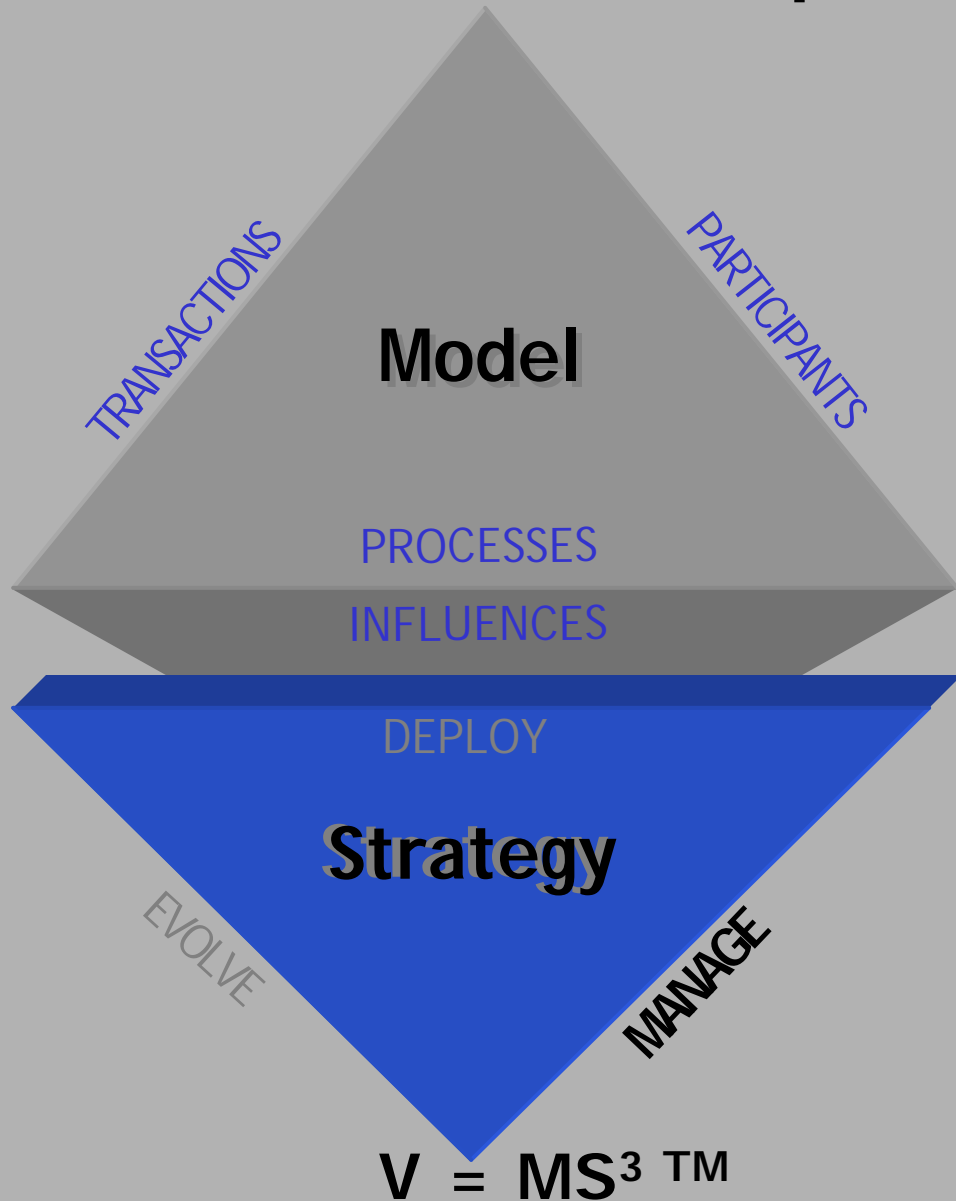 TRANSACTIONS
PARTICIPANTS
Model
PROCESSES
INFLUENCES
DEPLOY
Strategy
EVOLVE
MANAGE
V = MS³ ™